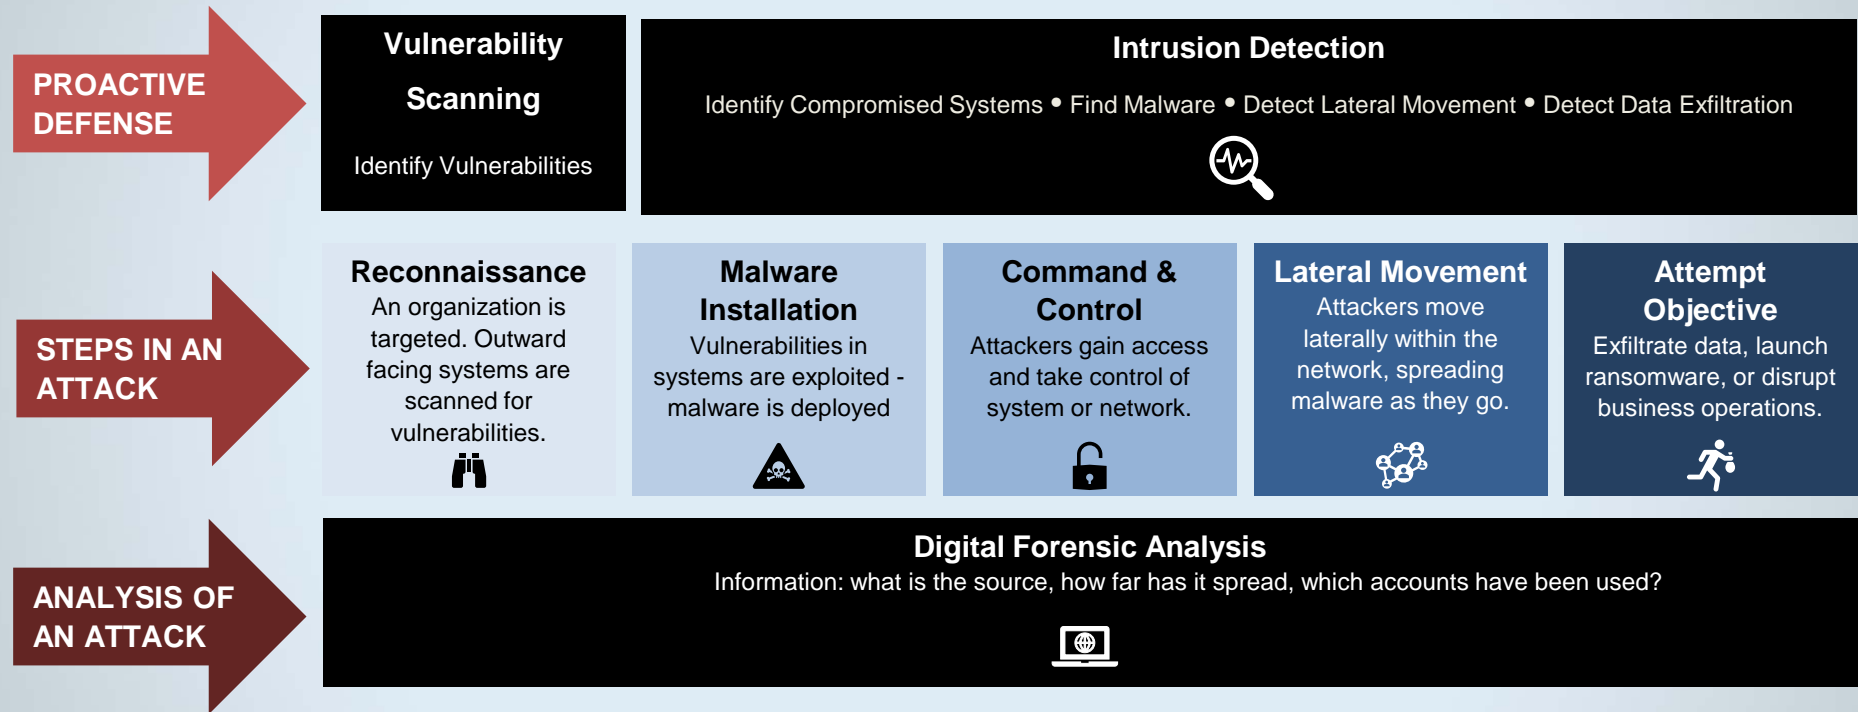 PROACTIVE
DEFENSE
Vulnerability
Scanning
Identify Vulnerabilities
Intrusion Detection
Identify Compromised Systems • Find Malware • Detect Lateral Movement • Detect Data Exfiltration
STEPS IN AN
ATTACK
Reconnaissance
An organization is
targeted. Outward
facing systems are
scanned for
vulnerabilities.
Malware
Installation
Vulnerabilities in
systems are exploited -
malware is deployed
Command &
Control
Attackers gain access
and take control of
system or network.
Lateral Movement
Attackers move
laterally within the
network, spreading
malware as they go.
Attempt
Objective
Exfiltrate data, launch
ransomware, or disrupt
business operations.
ANALYSIS OF
AN ATTACK
Digital Forensic Analysis
Information: what is the source, how far has it spread, which accounts have been used?